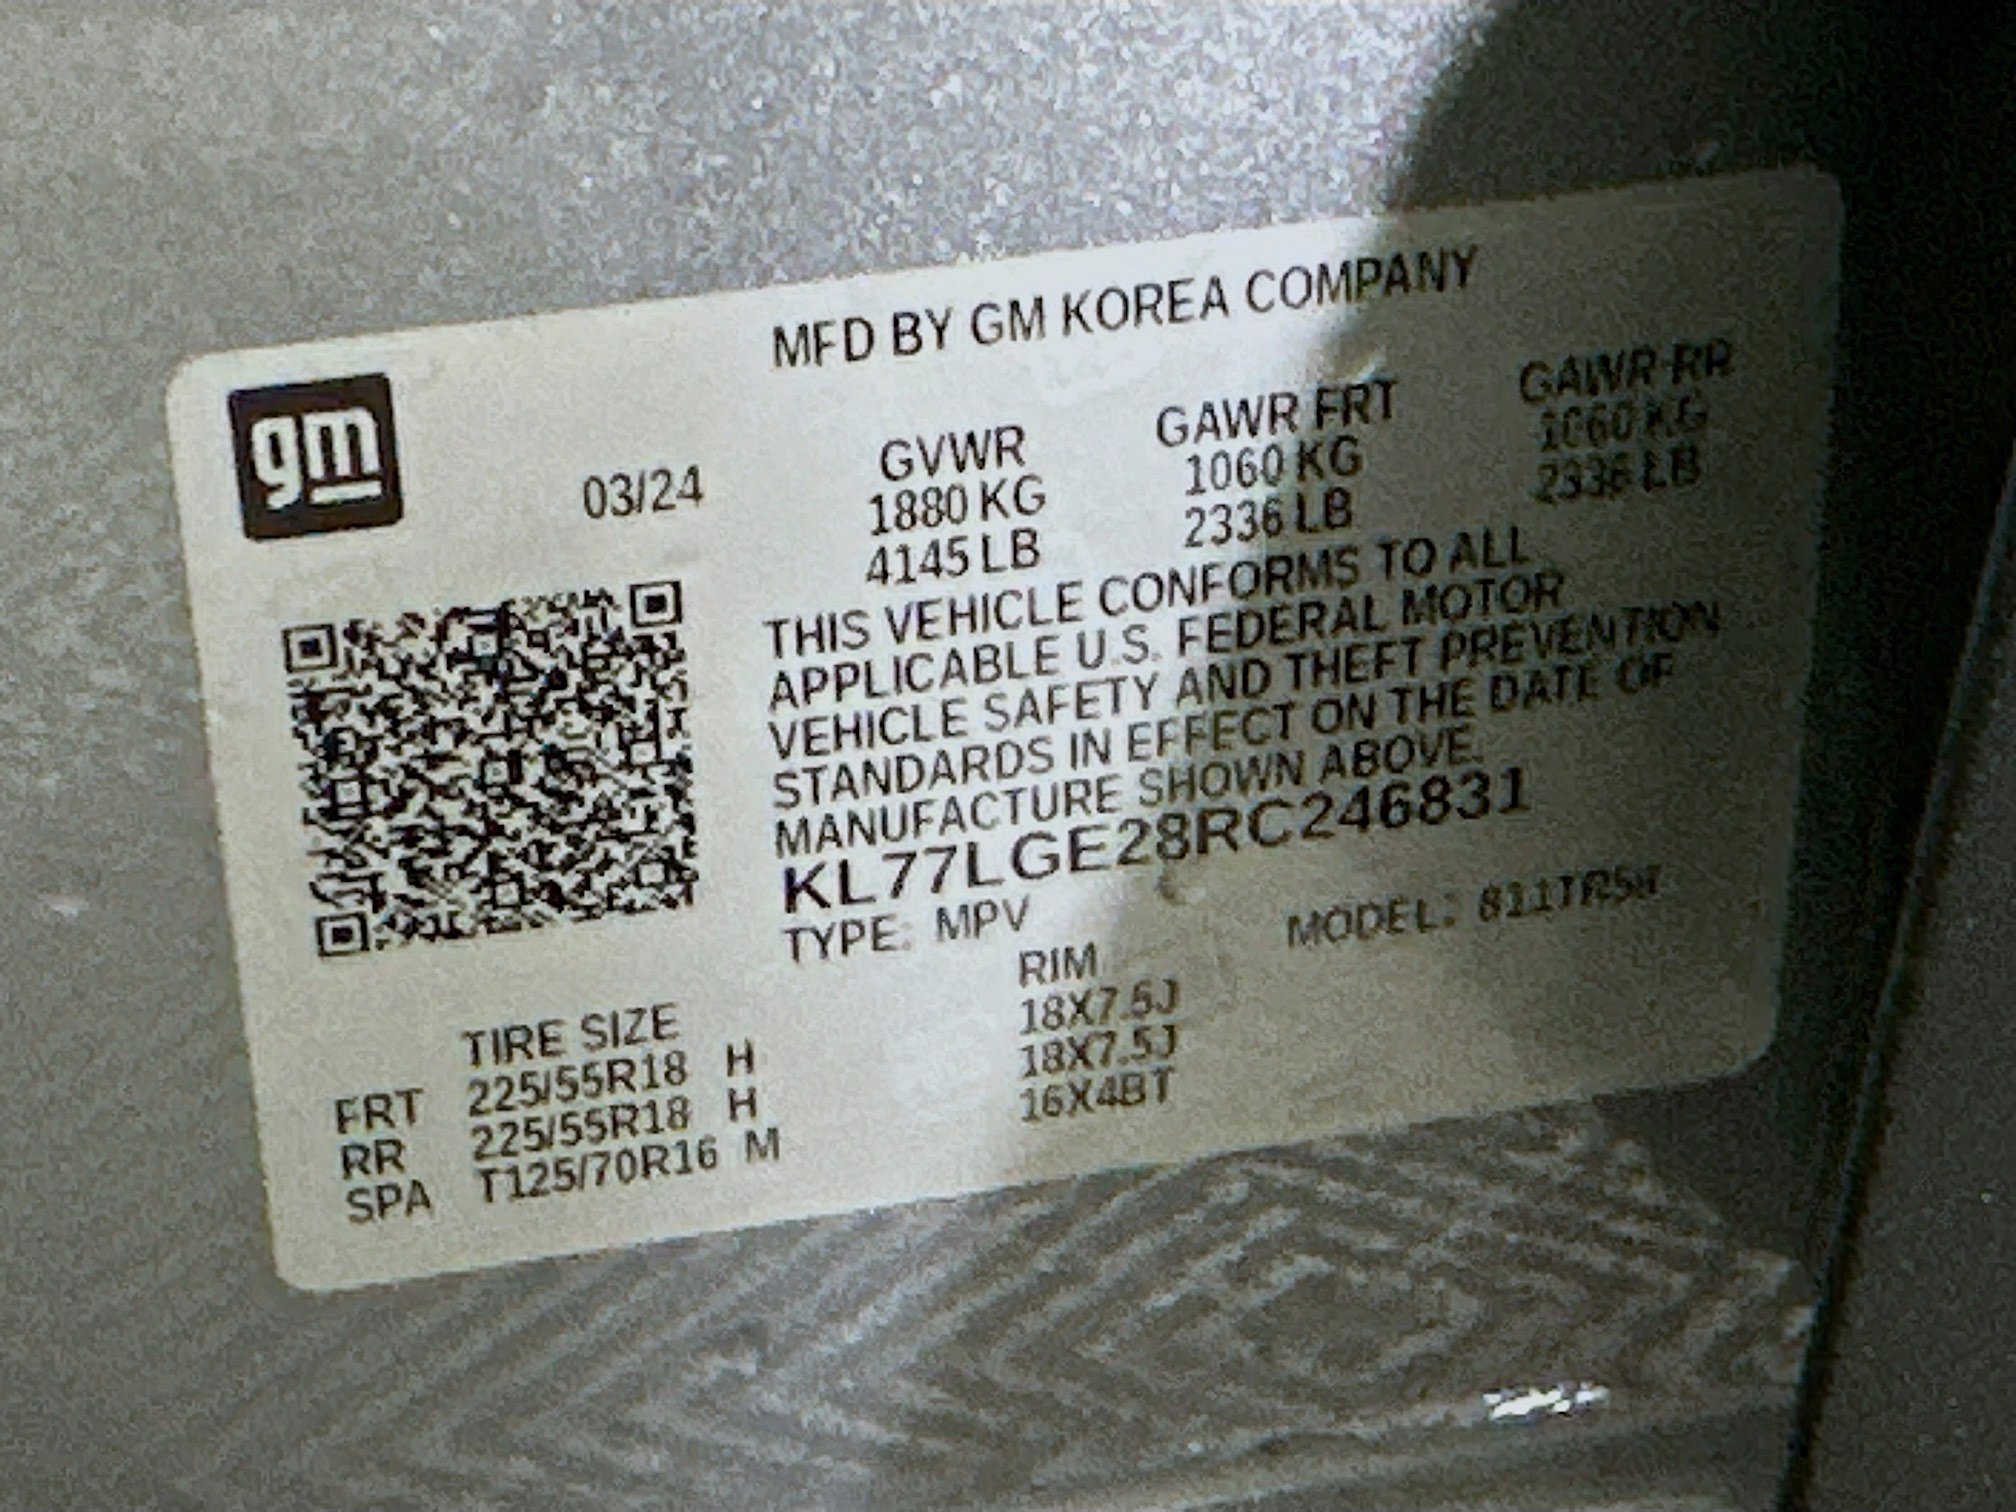 MFD BY GM KOREA COMPANY
gm
03/24
GVWR GAWR FRT GAWR RR
1880 KG 1060 KG 1060 KG
4145 LB 2336 LB 2336 LB
THIS VEHICLE CONFORMS TO ALL
APPLICABLE U.S. FEDERAL MOTOR
VEHICLE SAFETY AND THEFT PREVENTION
STANDARDS IN EFFECT ON THE DATE OF
MANUFACTURE SHOWN ABOVE.
KL77LGE28RC246831
TYPE: MPV MODEL:
TIRE SIZE RIM
FRT 225/55R18 H 18X7.5J
RR 225/55R18 H 18X7.5J
SPA T125/70R16 M 16X4BT